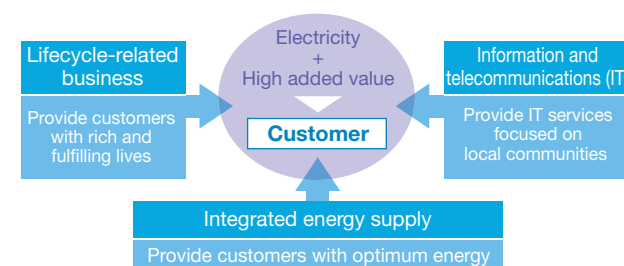 Lifecycle-related
business
Provide customers
with rich and
fulfilling lives
Electricity
+
High added value
Customer
Information and
telecommunications (IT
Provide IT services
focused on
local communities
Integrated energy supply
Provide customers with optimum energy